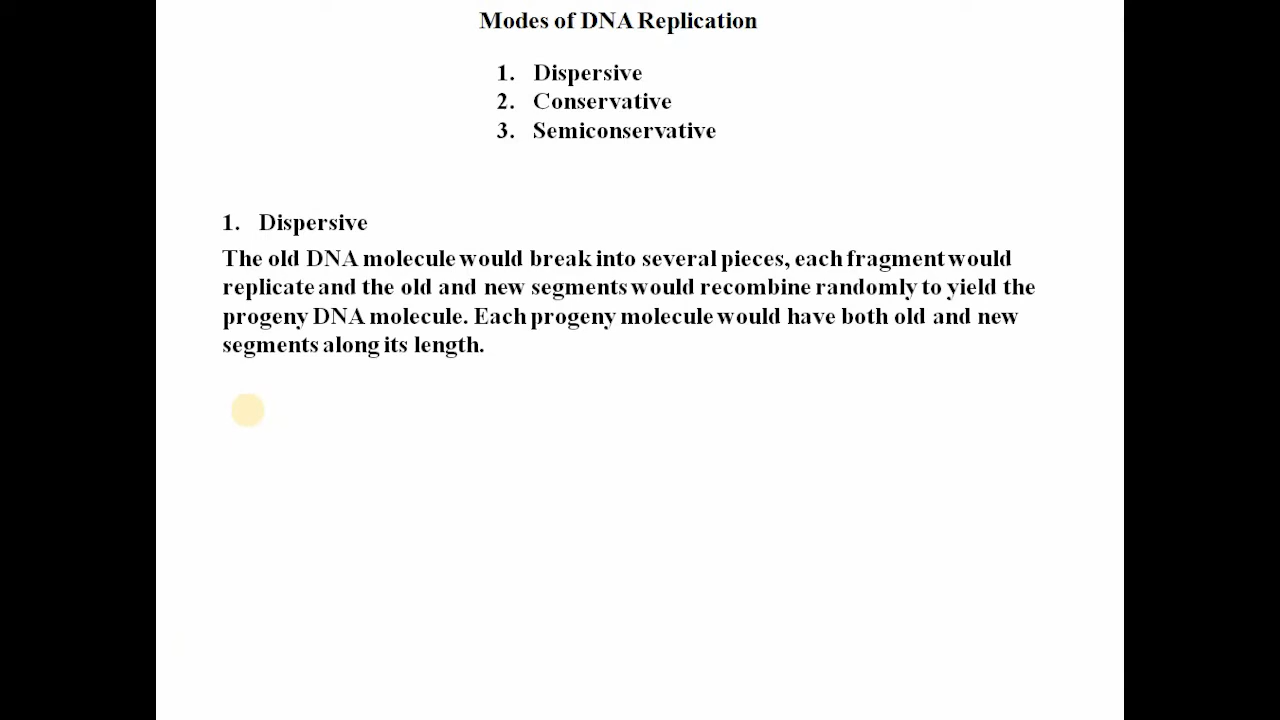 Modes of DNA Replication
1. Dispersive
2. Conservative
3. Semiconservative
1. Dispersive
The old DNA molecule would break into several pieces, each fragment would
replicate and the old and new segments would recombine randomly to yield the
progeny DNA molecule. Each progeny molecule would have both old and new
segments along its length.